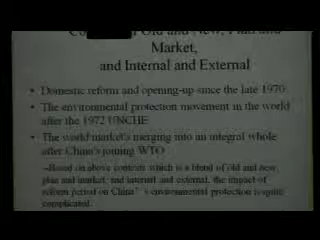 Old and New, Plan and
Market,
and Internal and External
• Domestic reform and opening-up since the late 1970
• The environmental protection movement in the world
after the 1972 UNCHE
• The world market's merging into an integral whole
after China's joining WTO
–Based on above contexts which is a blend of old and new,
plan and market, and internal and external, the impact of
reform period on China's environmental protection is quite
complicated.